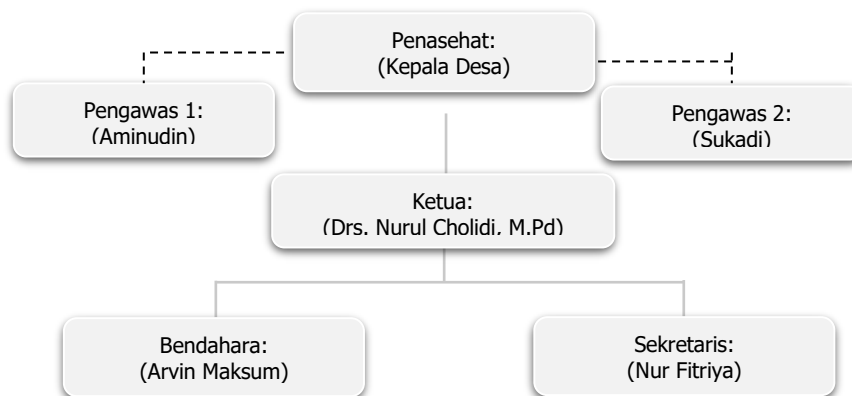 Penasehat:
(Kepala Desa)
Pengawas 1:
(Aminudin)
Pengawas 2:
(Sukadi)
Ketua:
(Drs. Nurul Cholidi, M.Pd)
Bendahara:
(Arvin Maksum)
Sekretaris:
(Nur Fitriya)